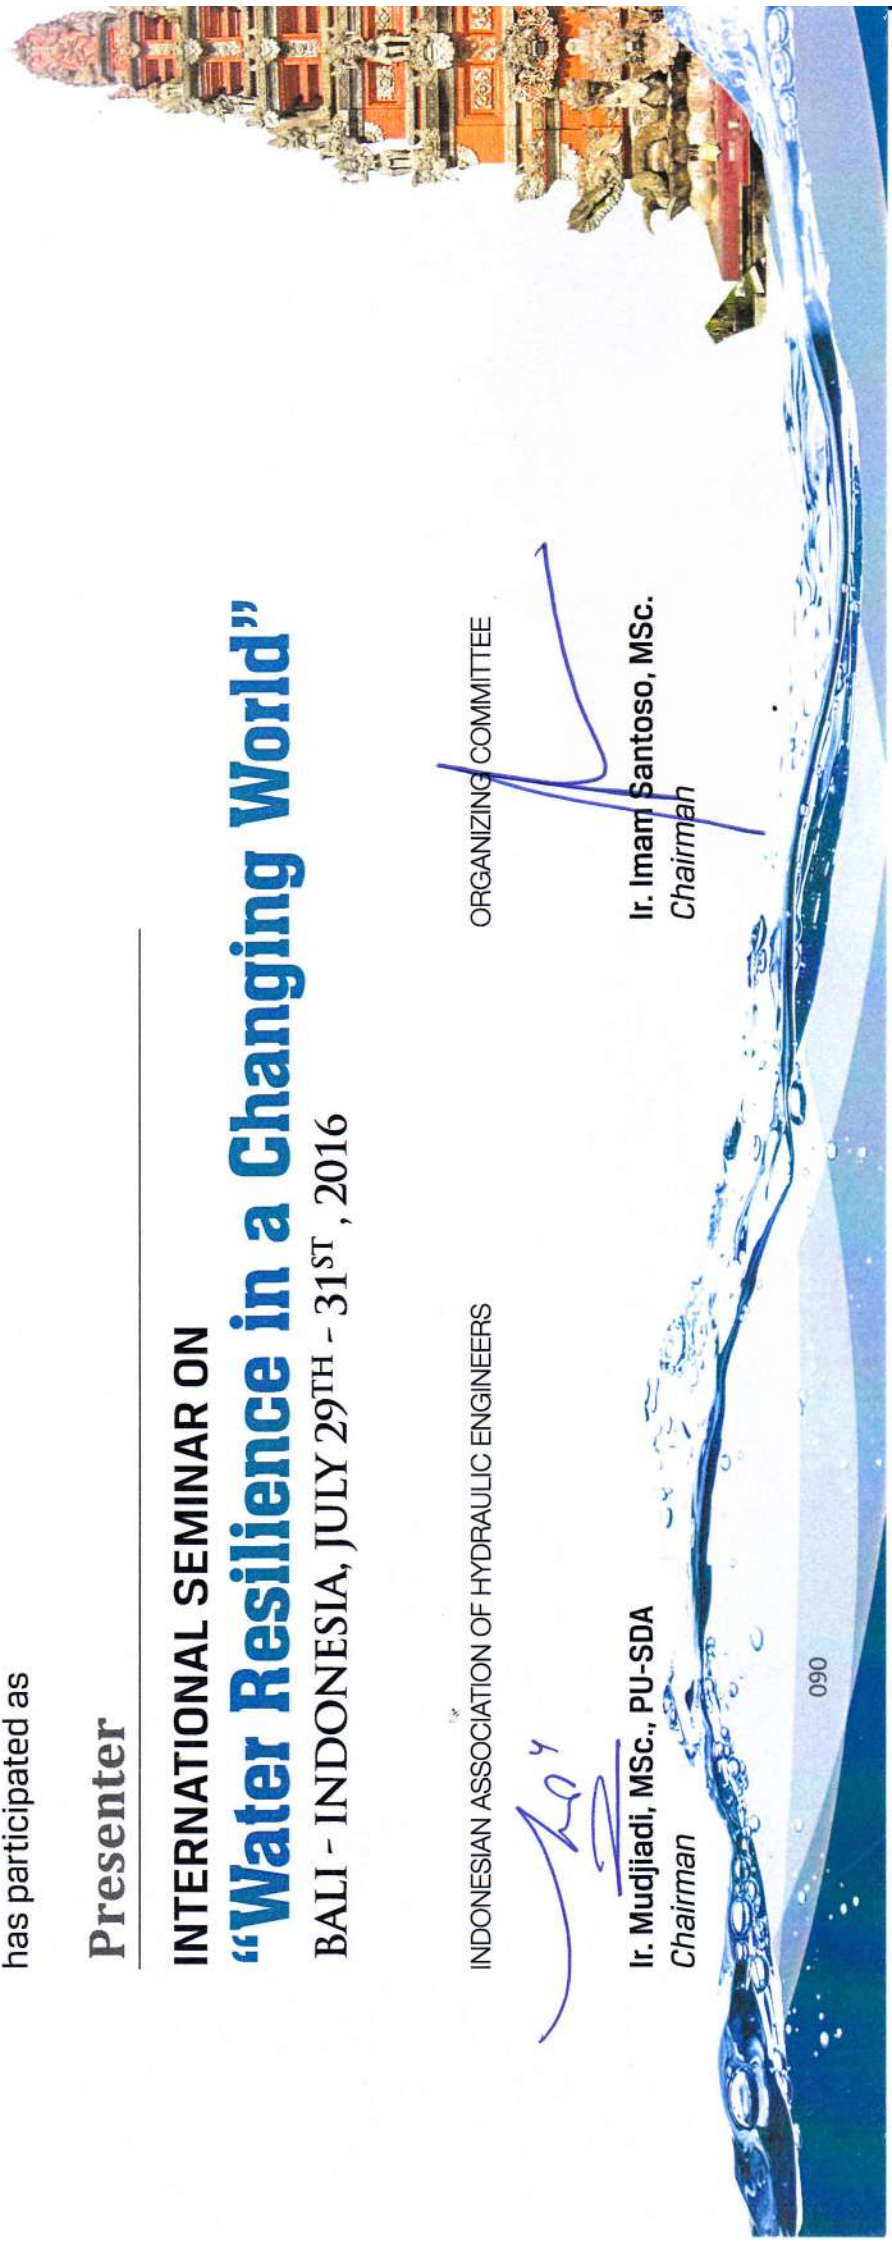 has participated as
Presenter
INTERNATIONAL SEMINAR ON
“Water Resilience in a Changing World”
BALI - INDONESIA, JULY 29TH - 31ST , 2016
INDONESIAN ASSOCIATION OF HYDRAULIC ENGINEERS
Ir. Mudjiadi, MSc., PU-SDA
Chairman
ORGANIZING COMMITTEE
Ir. Imam Santoso, MSc.
Chairman
090